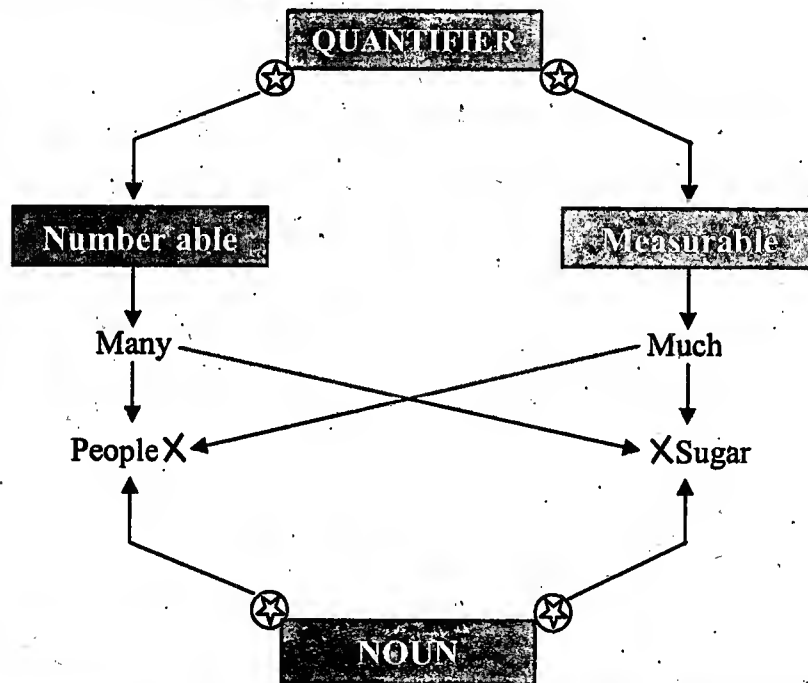 QUANTIFIER
Number able Measurable
Many Much
People X X Sugar
NOUN